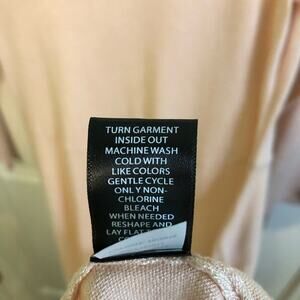 TURN GARMENT
INSIDE OUT
MACHINE WASH
COLD WITH
LIKE COLORS
GENTLE CYCLE
ONLY NON-
CHLORINE
BLEACH
WHEN NEEDED
RESHAPE AND
LAY FLAT